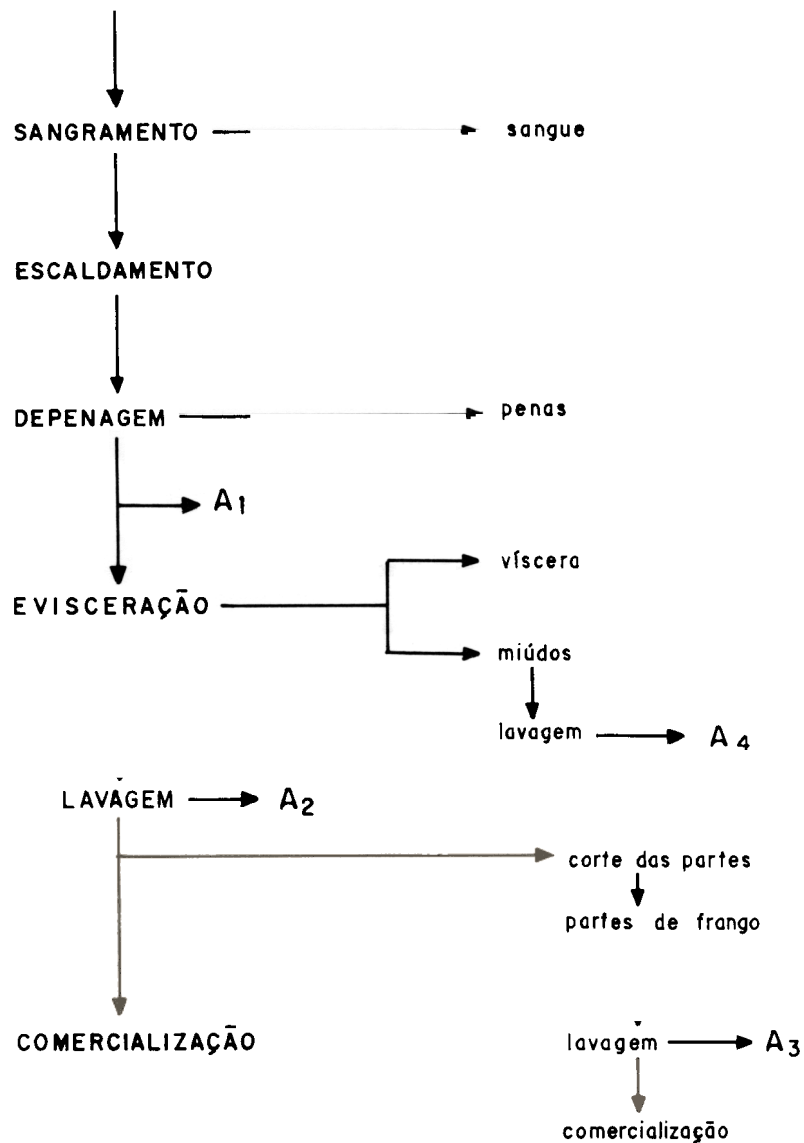 SANGRAMENTO sangue
ESCALDAMENTO
DEPENAGEM penas
A1
víscera
EVISCERAÇÃO
miúdos
lavagem A4
LAVAGEM A2
corte das partes
partes de frango
COMERCIALIZAÇÃO lavagem A3
comercialização